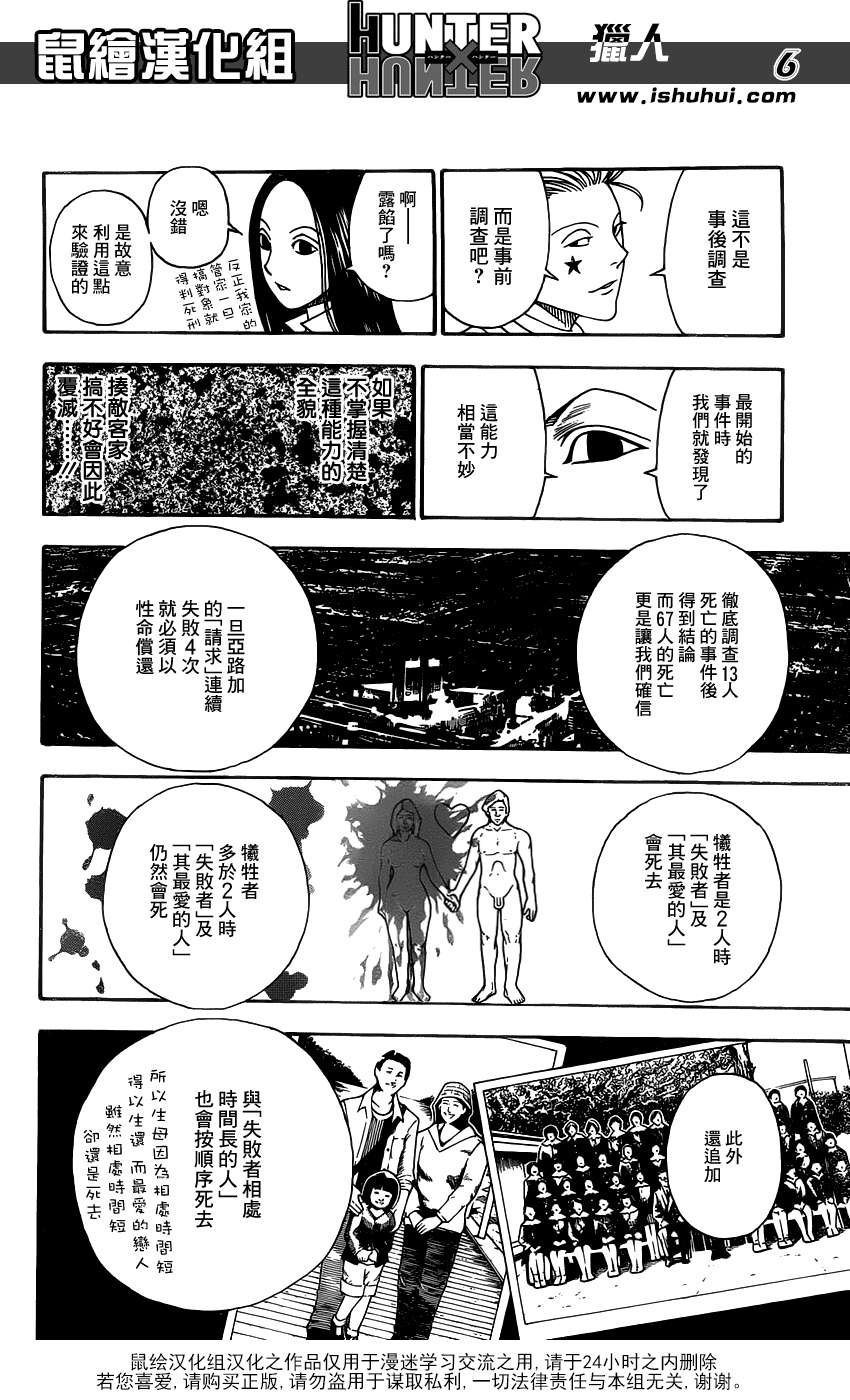 鼠繪漢化組
HUNTER
ハンター
×
ハンター
HUNTER
獵人
6
www.ishuhui.com
這不是
事後調查
而是事前
調查吧？
啊——
露餡了嗎？
嗯
沒錯
反正我家的
管家一旦
搞對象就
得判死刑
是故意
利用這點
來驗證的
最開始的
事件時
我們就發現了
這能力
相當不妙
如果
不掌握清楚
這種能力的
全貌
揍敵客家
搞不好會因此
覆滅……!!
徹底調查13人
死亡的事件後
得到結論
而67人的死亡
更是讓我們確信
一旦亞路加
的「請求」連續
失敗4次
就必須以
性命償還
犧牲者是2人時
「失敗者」及
「其最愛的人」
會死去
犧牲者
多於2人時
「失敗者」及
「其最愛的人」
仍然會死
此外
還追加
與「失敗者相處
時間長的人」
也會按順序死去
所以生母因為相處時間短
得以生還 而最愛的戀人
雖然相處時間短
卻還是死去
鼠绘汉化组汉化之作品仅用于漫迷学习交流之用, 请于24小时之内删除
若您喜爱, 请购买正版, 请勿用于谋取私利, 一切法律责任与本组无关, 谢谢。